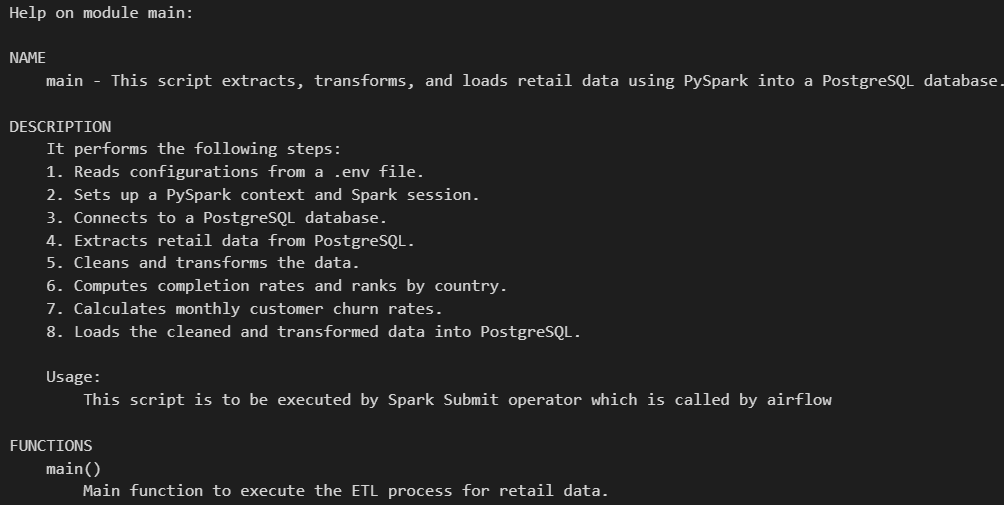 Help on module main:
NAME
main - This script extracts, transforms, and loads retail data using PySpark into a PostgreSQL database.
DESCRIPTION
It performs the following steps:
1. Reads configurations from a .env file.
2. Sets up a PySpark context and Spark session.
3. Connects to a PostgreSQL database.
4. Extracts retail data from PostgreSQL.
5. Cleans and transforms the data.
6. Computes completion rates and ranks by country.
7. Calculates monthly customer churn rates.
8. Loads the cleaned and transformed data into PostgreSQL.
Usage:
This script is to be executed by Spark Submit operator which is called by airflow
FUNCTIONS
main()
Main function to execute the ETL process for retail data.